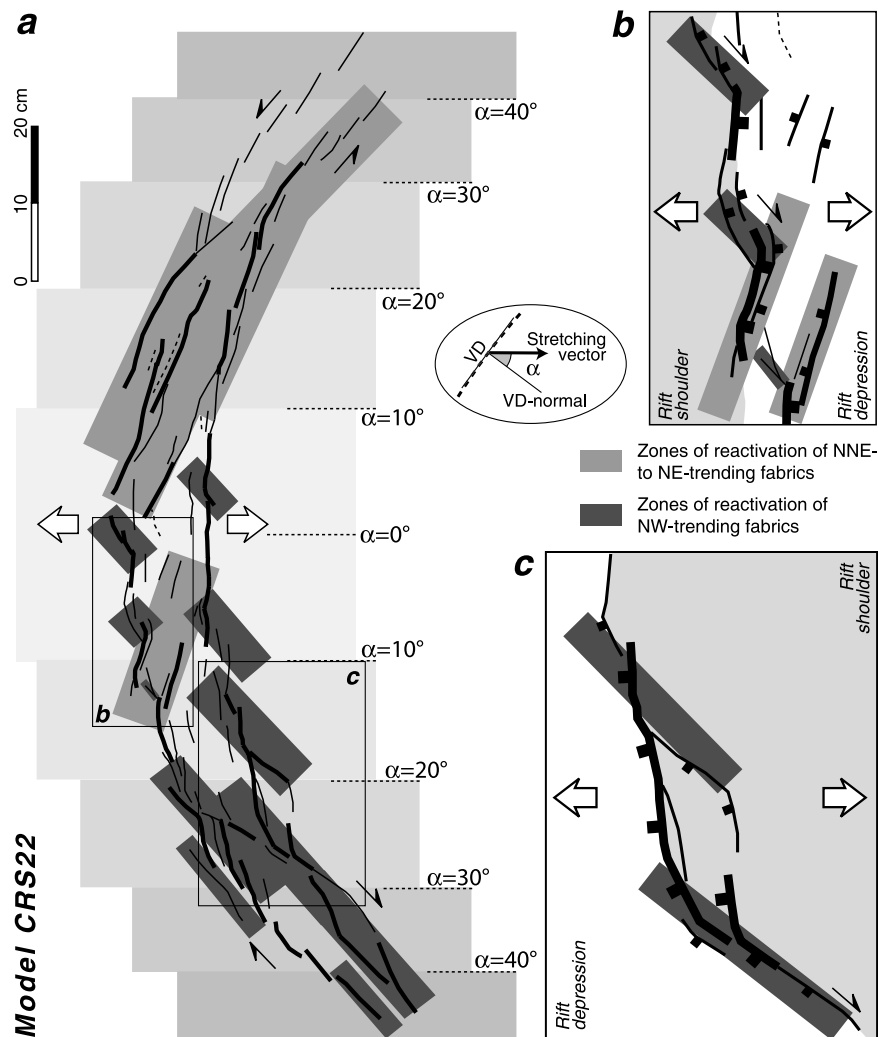 a
20 cm
10
0
α=40°
α=30°
α=20°
α=10°
α=0°
α=10°
α=20°
α=30°
α=40°
b
c
Model CRS22
VD
Stretching
vector
α
VD-normal
b
Rift
shoulder
Rift
depression
Zones of reactivation of NNE-
to NE-trending fabrics
Zones of reactivation of
NW-trending fabrics
c
Rift
shoulder
Rift
depression